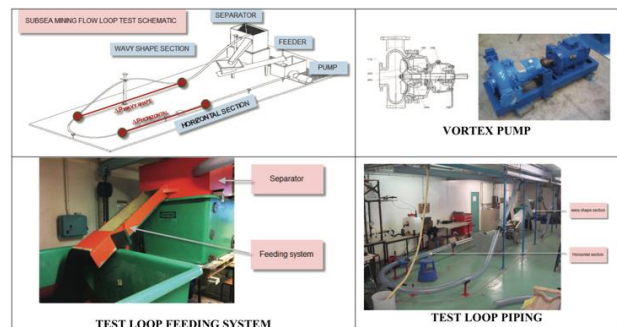 SUBSEA MINING FLOW LOOP TEST SCHEMATIC
SEPARATOR
WAVY SHAPE SECTION
FEEDER
PUMP
HORIZONTAL SECTION
VORTEX PUMP
Separator
Feeding system
TEST LOOP FEEDING SYSTEM
wavy shape section
Horizontal section
TEST LOOP PIPING